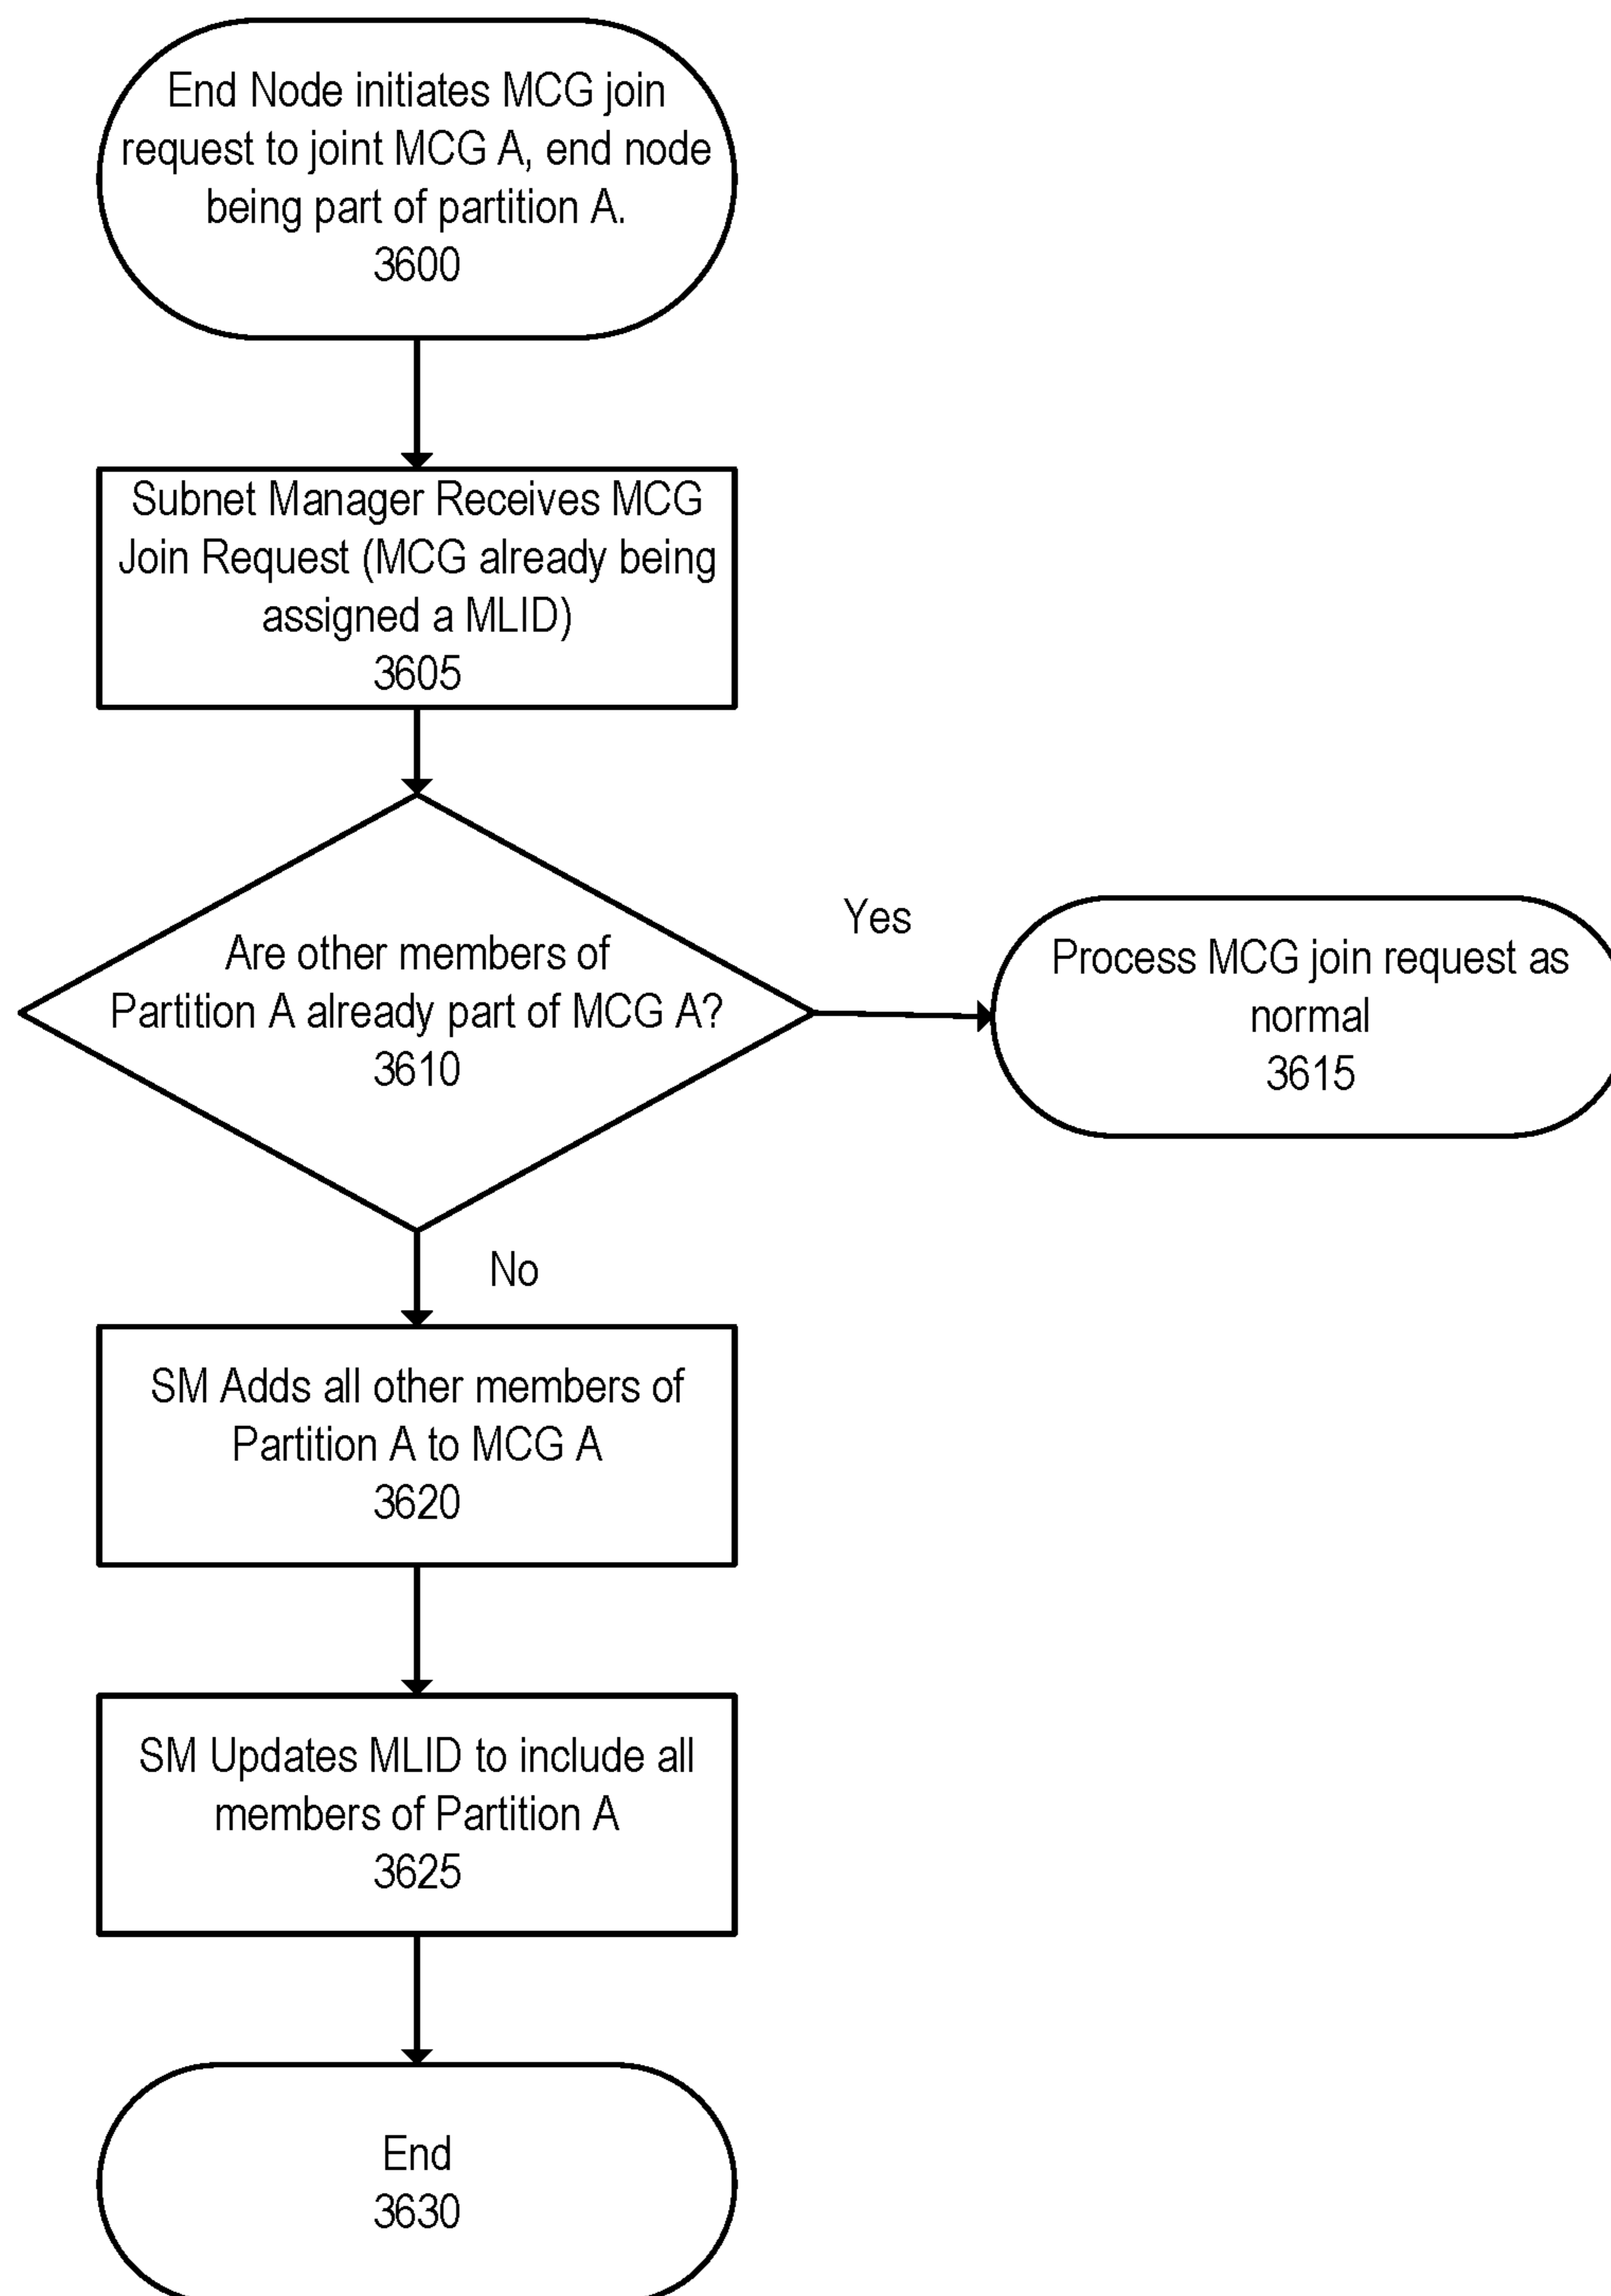 End Node initiates MCG join
request to joint MCG A, end node
being part of partition A.
3600
Subnet Manager Receives MCG
Join Request (MCG already being
assigned a MLID)
3605
Are other members of
Partition A already part of MCG A?
3610
Yes
Process MCG join request as
normal
3615
No
SM Adds all other members of
Partition A to MCG A
3620
SM Updates MLID to include all
members of Partition A
3625
End
3630